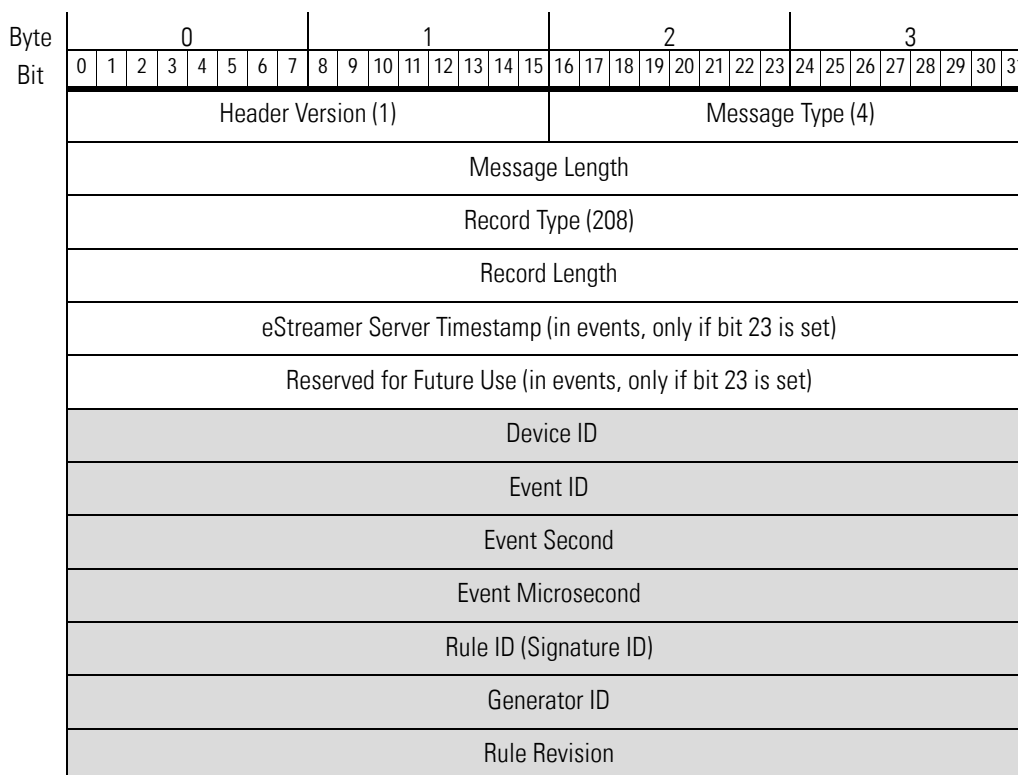 Byte 0 1 2 3
Bit 0 1 2 3 4 5 6 7 8 9 10 11 12 13 14 15 16 17 18 19 20 21 22 23 24 25 26 27 28 29 30
Header Version (1) Message Type (4)
Message Length
Record Type (208)
Record Length
eStreamer Server Timestamp (in events, only if bit 23 is set)
Reserved for Future Use (in events, only if bit 23 is set)
Device ID
Event ID
Event Second
Event Microsecond
Rule ID (Signature ID)
Generator ID
Rule Revision